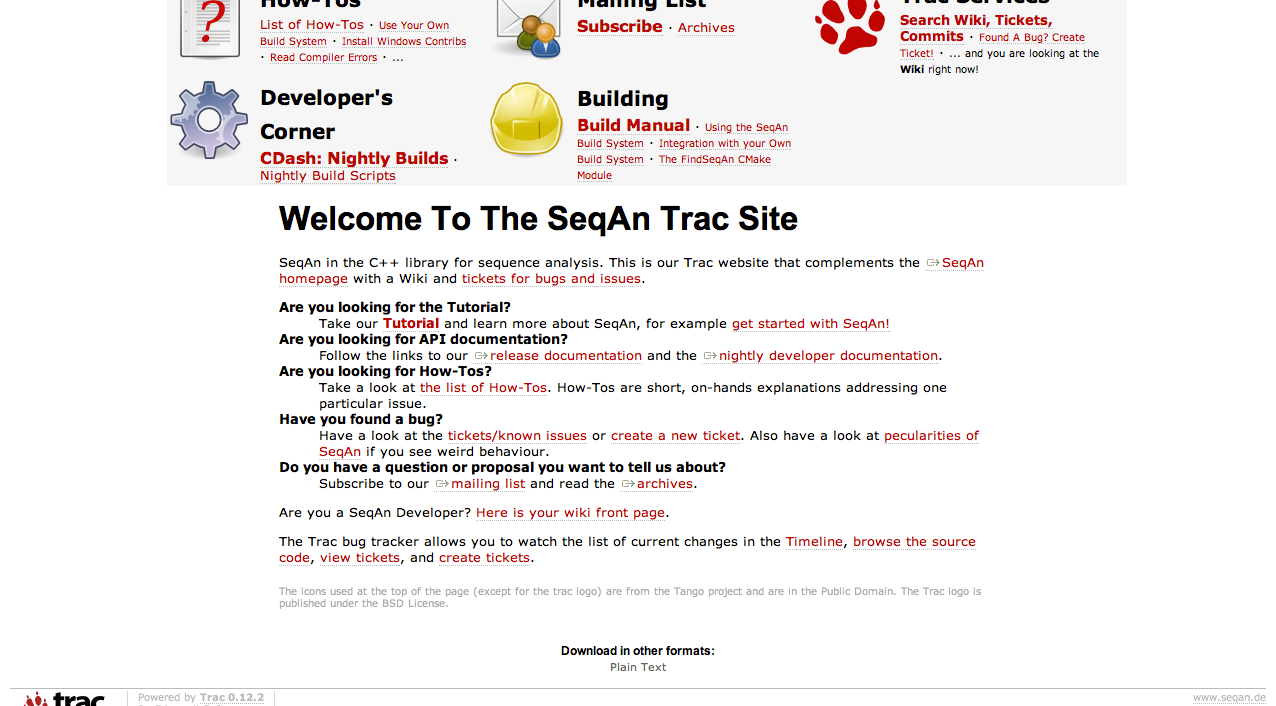 How-Tos
List of How-Tos · Use Your Own
Build System · Install Windows Contribs
· Read Compiler Errors · ...
Mailing List
Subscribe · Archives
Trac Services
Search Wiki, Tickets,
Commits · Found A Bug? Create
Ticket! · ... and you are looking at the
Wiki right now!
Developer's
Corner
CDash: Nightly Builds ·
Nightly Build Scripts
Building
Build Manual · Using the SeqAn
Build System · Integration with your Own
Build System · The FindSeqAn CMake
Module
Welcome To The SeqAn Trac Site
SeqAn in the C++ library for sequence analysis. This is our Trac website that complements the SeqAn
homepage with a Wiki and tickets for bugs and issues.
Are you looking for the Tutorial?
Take our Tutorial and learn more about SeqAn, for example get started with SeqAn!
Are you looking for API documentation?
Follow the links to our release documentation and the nightly developer documentation.
Are you looking for How-Tos?
Take a look at the list of How-Tos. How-Tos are short, on-hands explanations addressing one
particular issue.
Have you found a bug?
Have a look at the tickets/known issues or create a new ticket. Also have a look at pecularities of
SeqAn if you see weird behaviour.
Do you have a question or proposal you want to tell us about?
Subscribe to our mailing list and read the archives.
Are you a SeqAn Developer? Here is your wiki front page.
The Trac bug tracker allows you to watch the list of current changes in the Timeline, browse the source
code, view tickets, and create tickets.
The icons used at the top of the page (except for the trac logo) are from the Tango project and are in the Public Domain. The Trac logo is
published under the BSD License.
Download in other formats:
Plain Text
trac
Powered by Trac 0.12.2
www.seqan.de